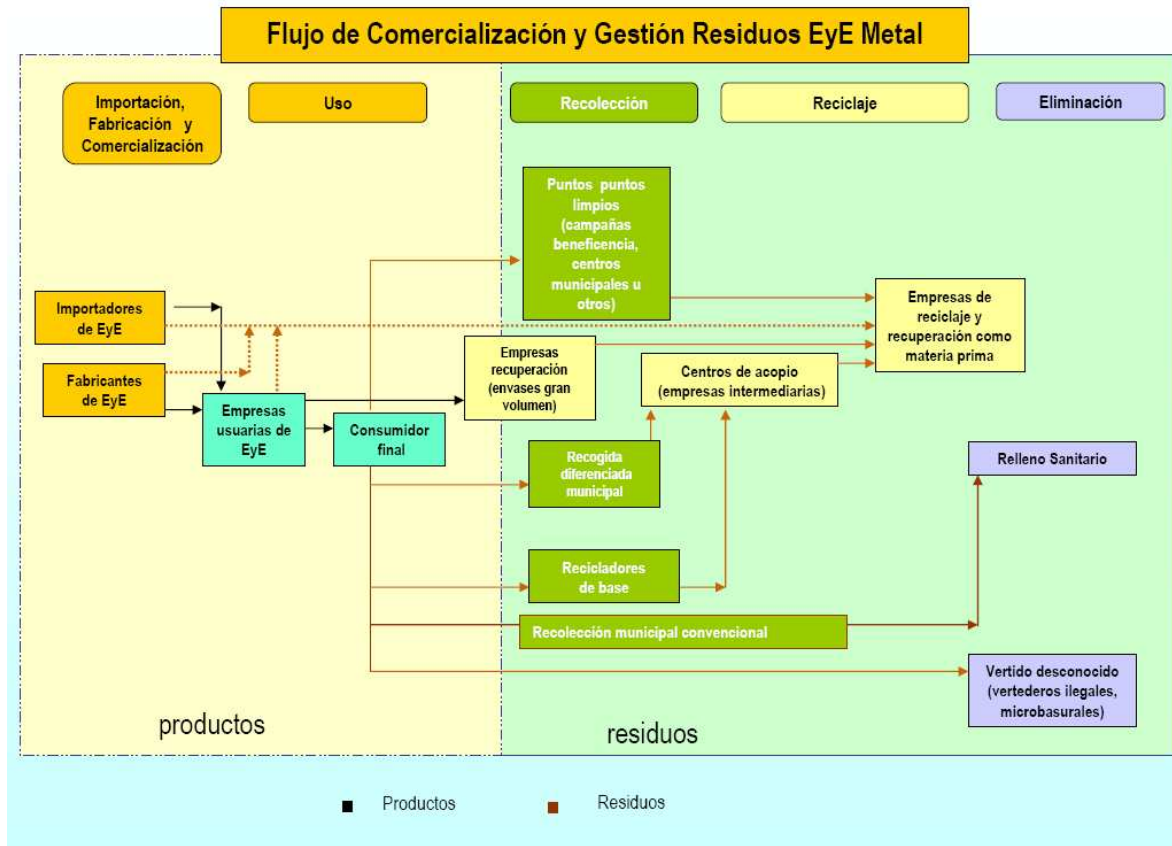 Flujo de Comercialización y Gestión Residuos EyE Metal
Importación,
Fabricación y
Comercialización
Uso
Recolección
Reciclaje
Eliminación
Puntos puntos
limpios
(campañas
beneficencia,
centros
municipales u
otros)
Importadores
de EyE
Fabricantes
de EyE
Empresas
usuarias de
EyE
Consumidor
final
Empresas
recuperación
(envases gran
volumen)
Centros de acopio
(empresas intermediarias)
Empresas de
reciclaje y
recuperación como
materia prima
Recogida
diferenciada
municipal
Relleno Sanitario
Recicladores
de base
Recolección municipal convencional
Vertido desconocido
(vertederos ilegales,
microbasurales)
productos
residuos
Productos
Residuos